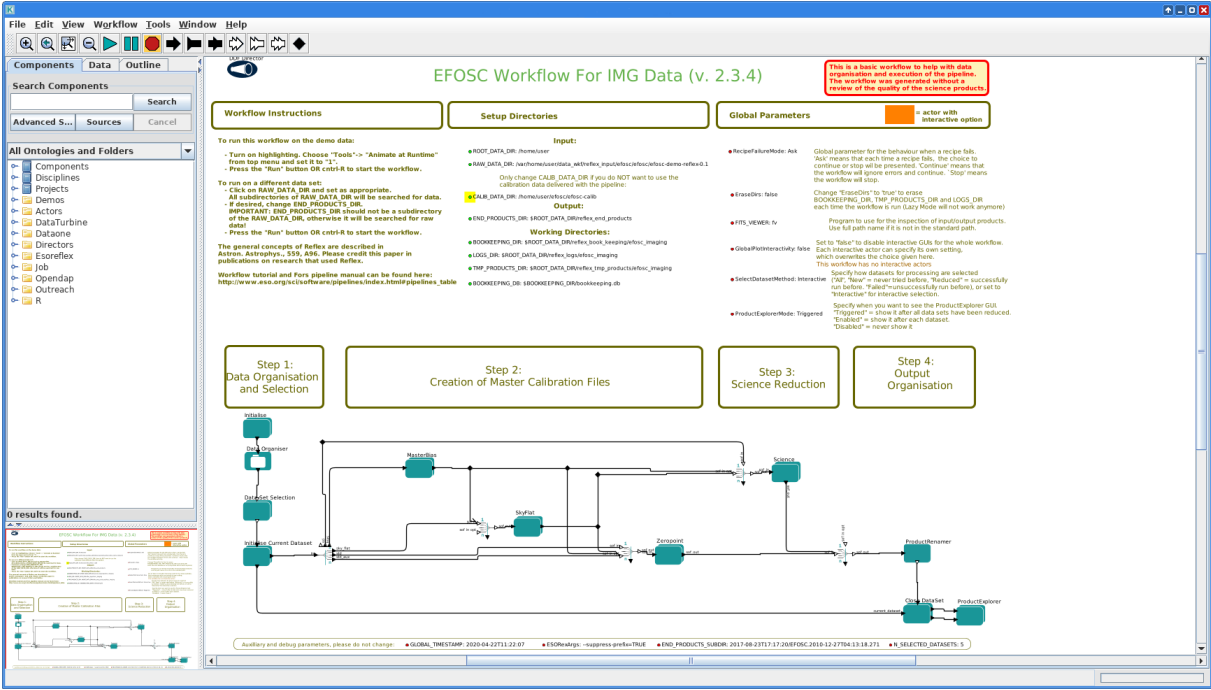 File Edit View Workflow Tools Window Help
Components Data Outline
Search Components
Search
Advanced S... Sources Cancel
All Ontologies and Folders
Components
Disciplines
Projects
Demos
Actors
DataTurbine
Dataone
Directors
Esoreflex
Job
Opendap
Outreach
R
0 results found.
EFOSC Workflow For IMG Data (v. 2.3.4)
This is a basic workflow to help with data
organisation and execution of the pipeline.
The workflow was generated without a
review of the quality of the science products.
Workflow Instructions
Setup Directories
Global Parameters
= actor with
interactive option
To run this workflow on the demo data:
- Turn on highlighting. Choose "Tools"-> "Animate at Runtime"
from top menu and set it to "1".
- Press the "Run" button OR cntrl-R to start the workflow.
To run on a different data set:
- Click on RAW_DATA_DIR and set as appropriate.
All subdirectories of RAW_DATA_DIR will be searched for data.
- If desired, change END_PRODUCTS_DIR.
IMPORTANT: END_PRODUCTS_DIR should not be a subdirectory
of the RAW_DATA_DIR, otherwise it will be searched for raw
data!
- Press the "Run" button OR cntrl-R to start the workflow.
The general concepts of Reflex are described in
Astron. Astrophys., 559, A96. Please credit this paper in
publications on research that used Reflex.
Workflow tutorial and Fors pipeline manual can be found here:
http://www.eso.org/sci/software/pipelines/index.html#pipelines_table
Input:
ROOT_DATA_DIR: /home/user
RAW_DATA_DIR: /var/home/user/data_wkf/reflex_input/efosc/efosc/efosc-demo-reflex-0.1
Only change CALIB_DATA_DIR if you do NOT want to use the
calibration data delivered with the pipeline:
CALIB_DATA_DIR: /home/user/efosc/efosc-calib
Output:
END_PRODUCTS_DIR: $ROOT_DATA_DIR/reflex_end_products
Working Directories:
BOOKKEEPING_DIR: $ROOT_DATA_DIR/reflex_book_keeping/efosc_imaging
LOGS_DIR: $ROOT_DATA_DIR/reflex_logs/efosc_imaging
TMP_PRODUCTS_DIR: $ROOT_DATA_DIR/reflex_tmp_products/efosc_imaging
BOOKKEEPING_DB: $BOOKKEEPING_DIR/bookkeeping.db
RecipeFailureMode: Ask
Global parameter for the behaviour when a recipe fails.
'Ask' means that each time a recipe fails, the choice to
continue or stop will be presented. 'Continue' means that
the workflow will ignore errors and continue. `Stop' means
the workflow will stop.
EraseDirs: false
Change "EraseDirs" to "true" to erase
BOOKKEEPING_DIR, TMP_PRODUCTS_DIR and LOGS_DIR
each time the workflow is run (Lazy Mode will not work anymore)
FITS_VIEWER: fv
Program to use for the inspection of input/output products.
Use full path name if it is not in the standard path.
GlobalPlotInteractivity: false
Set to "false" to disable interactive GUIs for the whole workflow.
Each interactive actor can specify its own setting,
which overwrites the choice given here.
This workflow has no interactive actors
SelectDatasetMethod: Interactive
Specify how datasets for processing are selected
("All", "New" = never tried before, "Reduced" = successfully
run before, "Failed"=unsuccessfully run before), or set to
"Interactive" for interactive selection.
ProductExplorerMode: Triggered
Specify when you want to see the ProductExplorer GUI.
"Triggered" = show it after all data sets have been reduced.
"Enabled" = show it after each dataset.
"Disabled" = never show it
Step 1:
Data Organisation
and Selection
Step 2:
Creation of Master Calibration Files
Step 3:
Science Reduction
Step 4:
Output
Organisation
Initialise
Data Organiser
DataSet Selection
Initialise Current Dataset
MasterBias
SkyFlat
Zeropoint
Science
ProductRenamer
Close DataSet
ProductExplorer
Auxiliary and debug parameters, please do not change:
GLOBAL_TIMESTAMP: 2020-04-22T11:22:07
ESORexArgs: --suppress-prefix=TRUE
END_PRODUCTS_SUBDIR: 2017-08-23T17:17:20/EFOSC.2010-12-27T04:13:18.271
N_SELECTED_DATASETS: 5